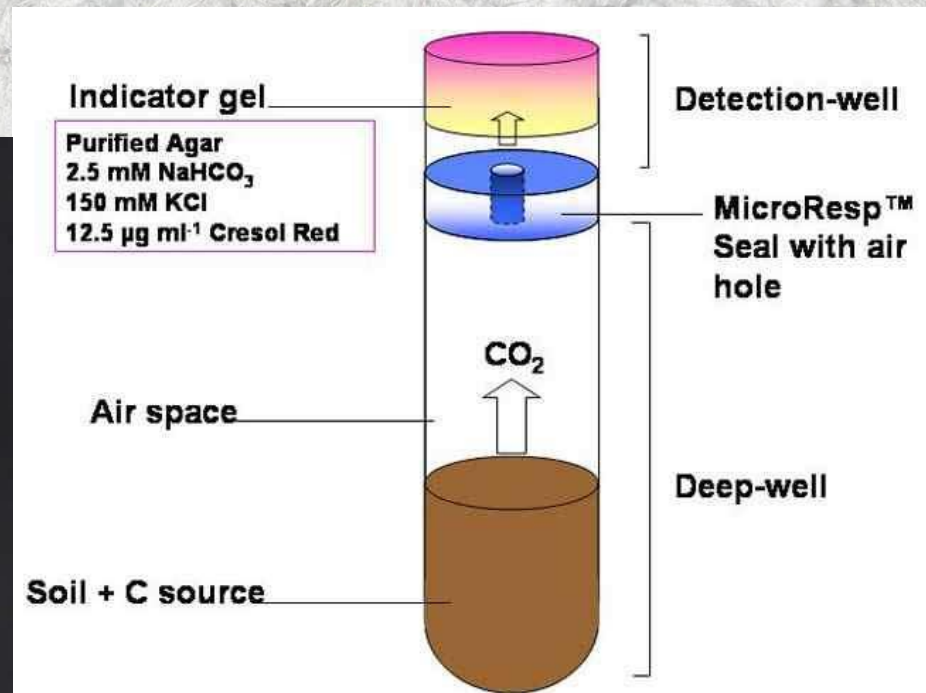 Indicator gel
Purified Agar
2.5 mM NaHCO₃
150 mM KCl
12.5 µg ml⁻¹ Cresol Red
Detection-well
MicroResp™
Seal with air
hole
CO₂
Air space
Deep-well
Soil + C source